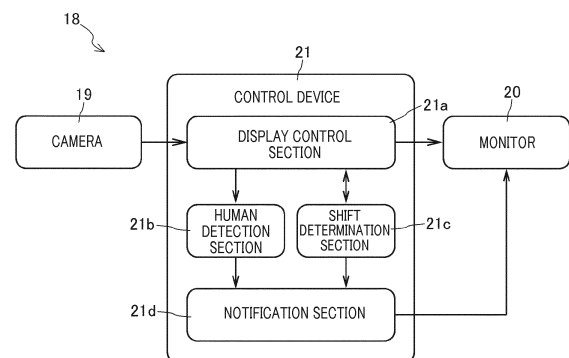 18
19
CAMERA
21
CONTROL DEVICE
21a
DISPLAY CONTROL
SECTION
20
MONITOR
21b
HUMAN
DETECTION
SECTION
SHIFT
DETERMINATION
SECTION
21c
21d
NOTIFICATION SECTION